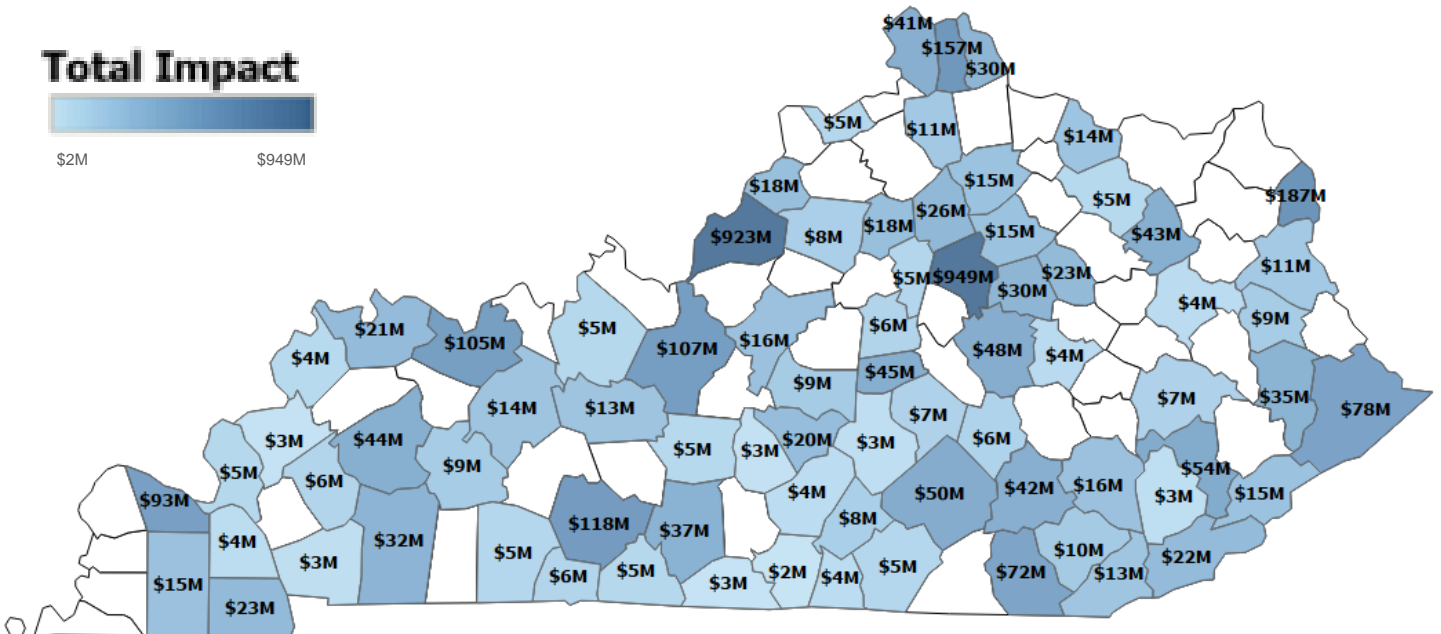 Total Impact
$2M $949M
$41M
$157M
$30M
$5M
$11M
$14M
$18M
$15M
$5M
$187M
$923M
$8M
$18M
$26M
$15M
$43M
$5M
$949M
$30M
$23M
$11M
$4M
$9M
$4M
$21M
$105M
$5M
$107M
$16M
$6M
$45M
$48M
$4M
$9M
$7M
$35M
$78M
$14M
$13M
$3M
$44M
$9M
$5M
$3M
$20M
$3M
$7M
$6M
$5M
$6M
$93M
$4M
$3M
$32M
$5M
$118M
$37M
$4M
$8M
$50M
$42M
$16M
$3M
$54M
$15M
$15M
$23M
$6M
$5M
$3M
$2M
$4M
$5M
$72M
$10M
$13M
$22M